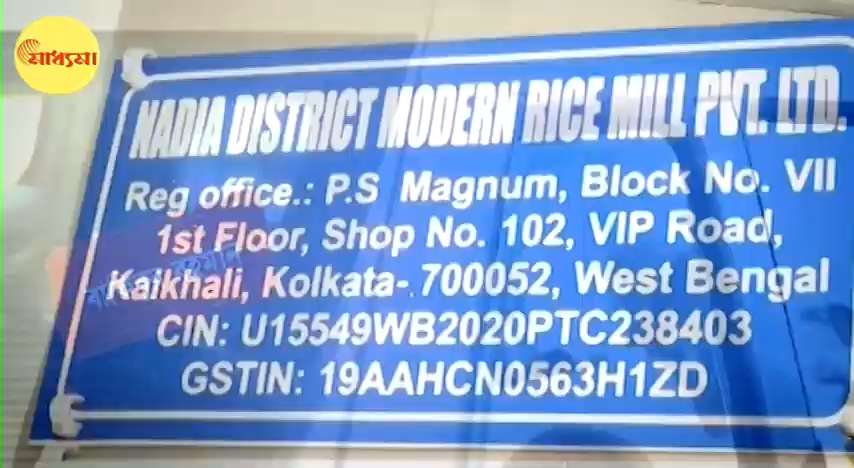 মাধ্যম।
NADIA DISTRICT MODERN RICE MILL PVT. LTD.
Reg office.: P.S Magnum, Block No. VII
1st Floor, Shop No. 102, VIP Road,
Kaikhali, Kolkata-.700052, West Bengal
CIN: U15549WB2020PTC238403
GSTIN: 19AAHCN0563H1ZD